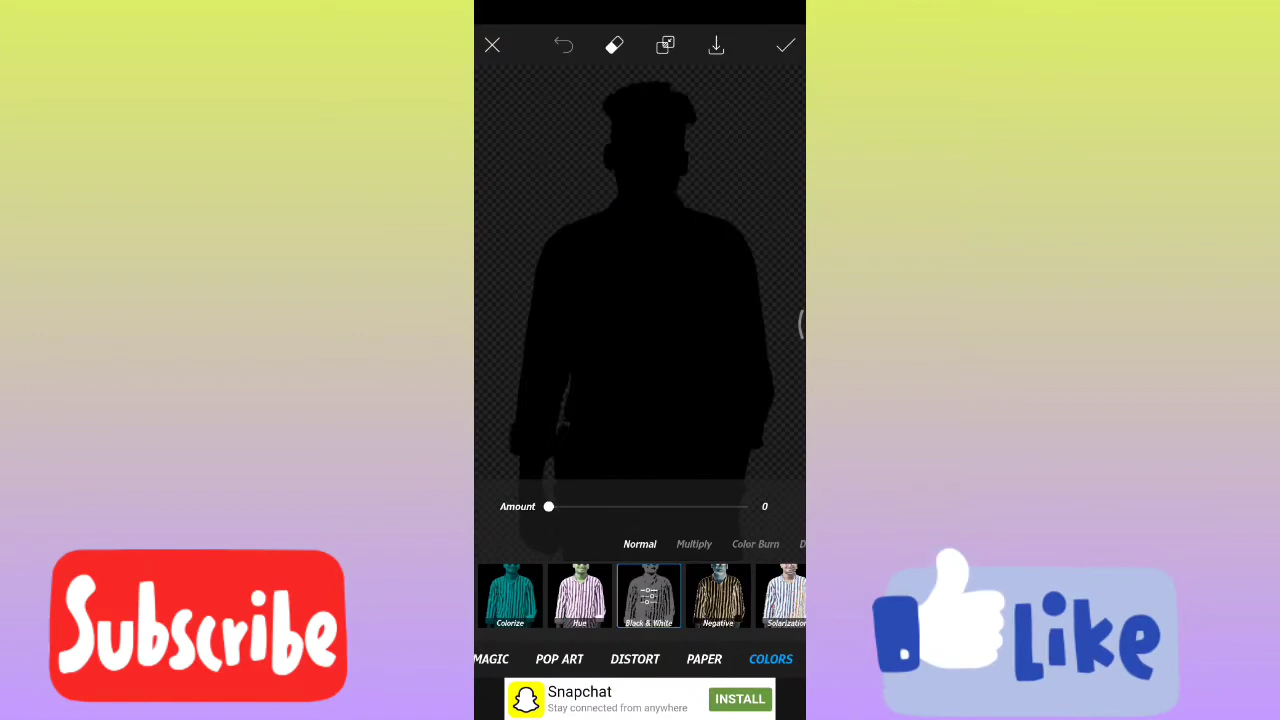 Amount 0
Normal Multiply Color Burn D
Colorize Hue Black & White Negative Solarization
MAGIC POP ART DISTORT PAPER COLORS
Snapchat
Stay connected from anywhere
INSTALL
Subscribe
Like